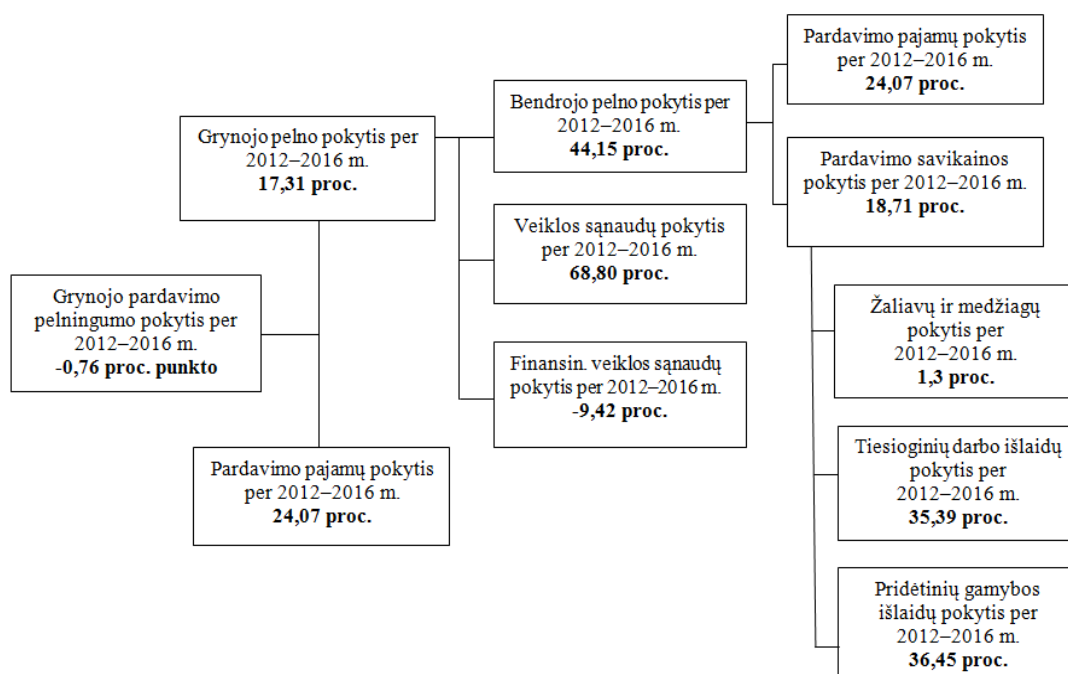 Pardavimo pajamų pokytis
per 2012–2016 m.
24,07 proc.
Bendrojo pelno pokytis per
2012–2016 m.
44,15 proc.
Grynojo pelno pokytis per
2012–2016 m.
17,31 proc.
Pardavimo savikainos
pokytis per 2012–2016 m.
18,71 proc.
Veiklos sąnaudų pokytis
per 2012–2016 m.
68,80 proc.
Grynojo pardavimo
pelningumo pokytis per
2012–2016 m.
-0,76 proc. punkto
Žaliavų ir medžiagų
pokytis per
2012–2016 m.
1,3 proc.
Finansin. veiklos sąnaudų
pokytis per 2012–2016 m.
-9,42 proc.
Pardavimo pajamų pokytis
per 2012–2016 m.
24,07 proc.
Tiesioginių darbo išlaidų
pokytis per
2012–2016 m.
35,39 proc.
Pridėtinių gamybos
išlaidų pokytis per
2012–2016 m.
36,45 proc.